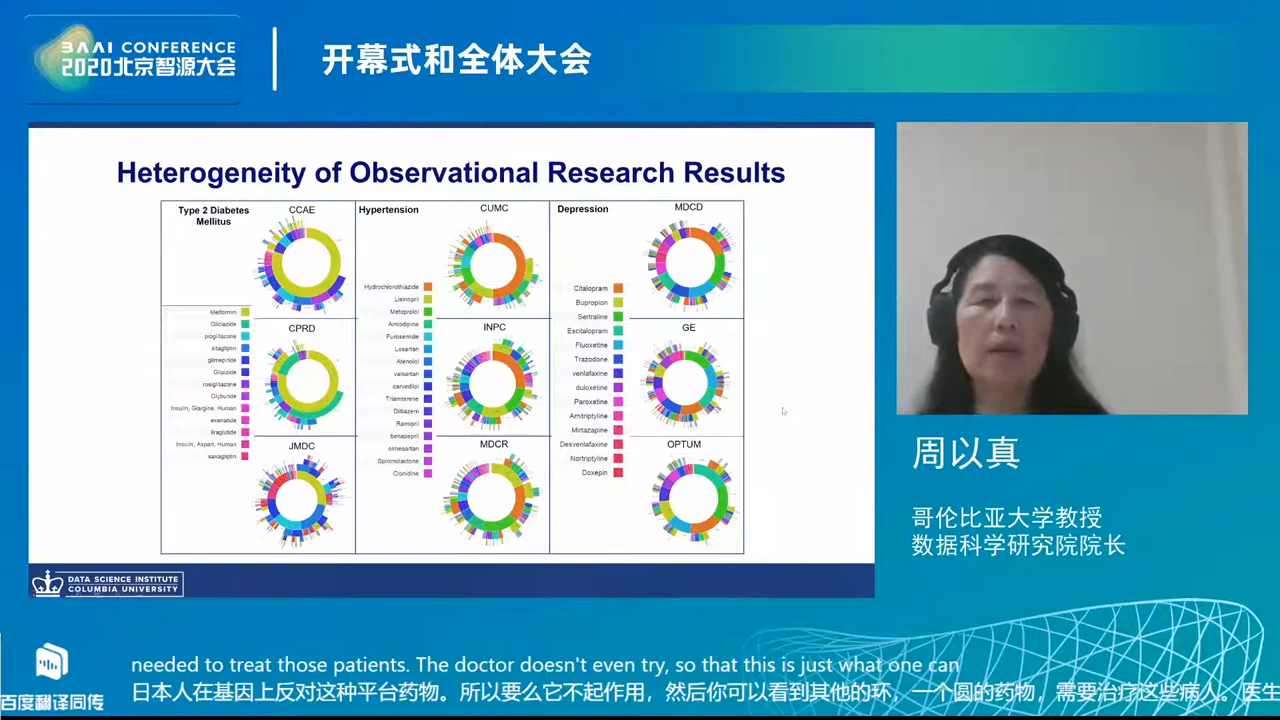 BAAI CONFERENCE
2020北京智源大会
开幕式和全体大会
Heterogeneity of Observational Research Results
Type 2 Diabetes
Mellitus
CCAE
Metformin
Gliclazide
pioglitazone
sitagliptin
glimepiride
Glipizide
rosiglitazone
Glyburide
Insulin, Glargine, Human
exenatide
liraglutide
Insulin, Aspart, Human
saxagliptin
CPRD
JMDC
Hypertension
CUMC
Hydrochlorothiazide
Lisinopril
Metoprolol
Amlodipine
Furosemide
Losartan
Atenolol
valsartan
carvedilol
Triamterene
Diltiazem
Ramipril
benazepril
olmesartan
Spironolactone
Clonidine
INPC
MDCR
Depression
MDCD
Citalopram
Bupropion
Sertraline
Escitalopram
Fluoxetine
Trazodone
venlafaxine
duloxetine
Paroxetine
Amitriptyline
Mirtazapine
Desvenlafaxine
Nortriptyline
Doxepin
GE
OPTUM
DATA SCIENCE INSTITUTE
COLUMBIA UNIVERSITY
周以真
哥伦比亚大学教授
数据科学研究院院长
百度翻译同传
needed to treat those patients. The doctor doesn't even try, so that this is just what one can
日本人在基因上反对这种平台药物。所以要么它不起作用，然后你可以看到其他的环，一个圆的药物，需要治疗这些病人。医生